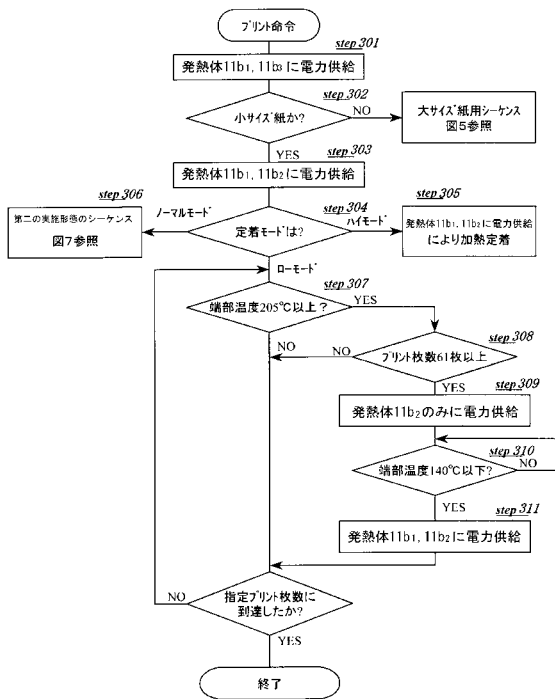 プリント命令
step 301
発熱体11b1, 11b3に電力供給
step 302
小サイズ紙か?
NO
大サイズ紙用シーケンス
図5参照
YES
step 303
発熱体11b1, 11b2に電力供給
step 306
第二の実施形態のシーケンス
図7参照
ノーマルモード
step 304
定着モードは?
ハイモード
step 305
発熱体11b1, 11b2に電力供給
により加熱定着
ローモード
step 307
端部温度205℃以上?
YES
NO
step 308
プリント枚数61枚以上
NO
YES
step 309
発熱体11b2のみに電力供給
step 310
端部温度140℃以下?
NO
YES
step 311
発熱体11b1, 11b2に電力供給
指定プリント枚数に
到達したか?
NO
YES
終了